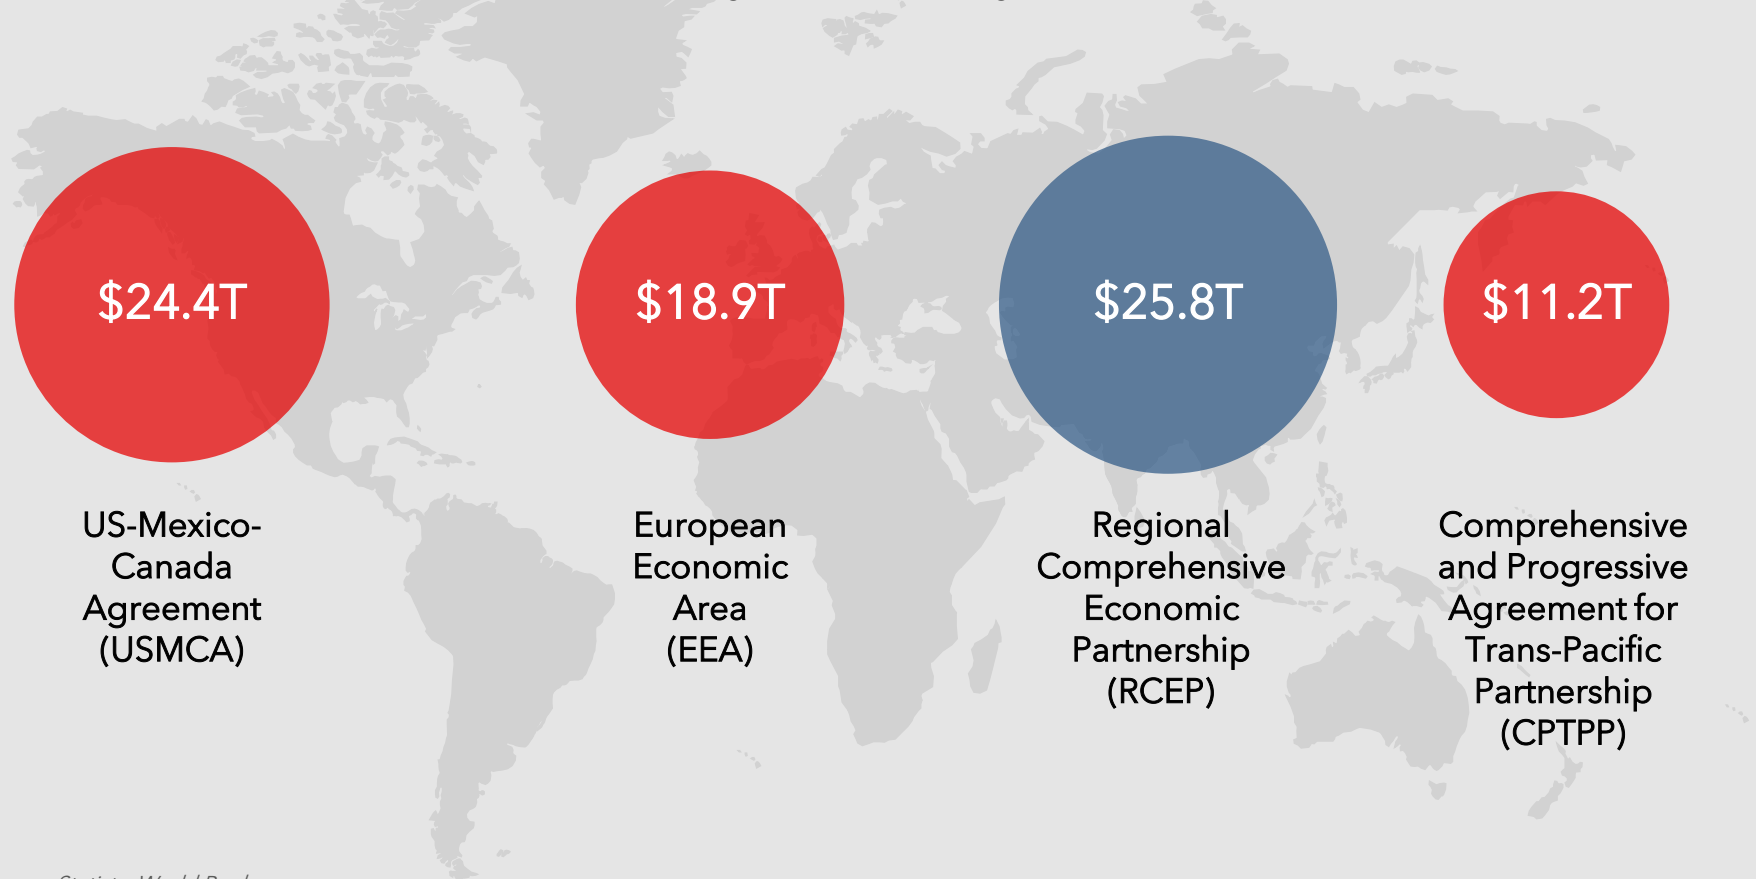 $24.4T
US-Mexico-
Canada
Agreement
(USMCA)
$18.9T
European
Economic
Area
(EEA)
$25.8T
Regional
Comprehensive
Economic
Partnership
(RCEP)
$11.2T
Comprehensive
and Progressive
Agreement for
Trans-Pacific
Partnership
(CPTPP)